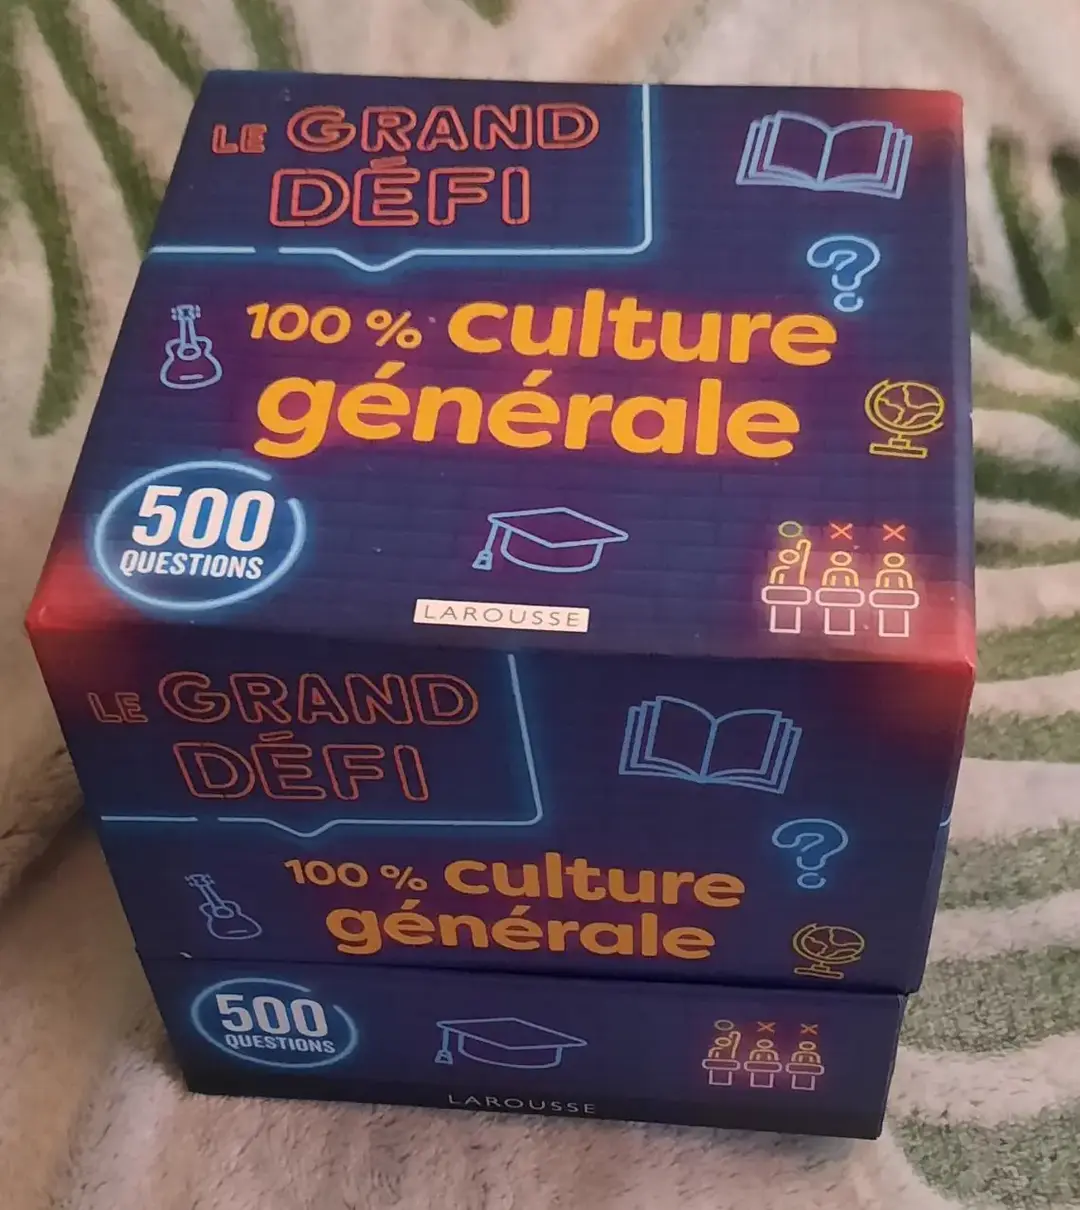 LE GRAND
DÉFI
100 % culture
générale
500
QUESTIONS
LAROUSSE
LE GRAND
DÉFI
100 % culture
générale
500
QUESTIONS
LAROUSSE